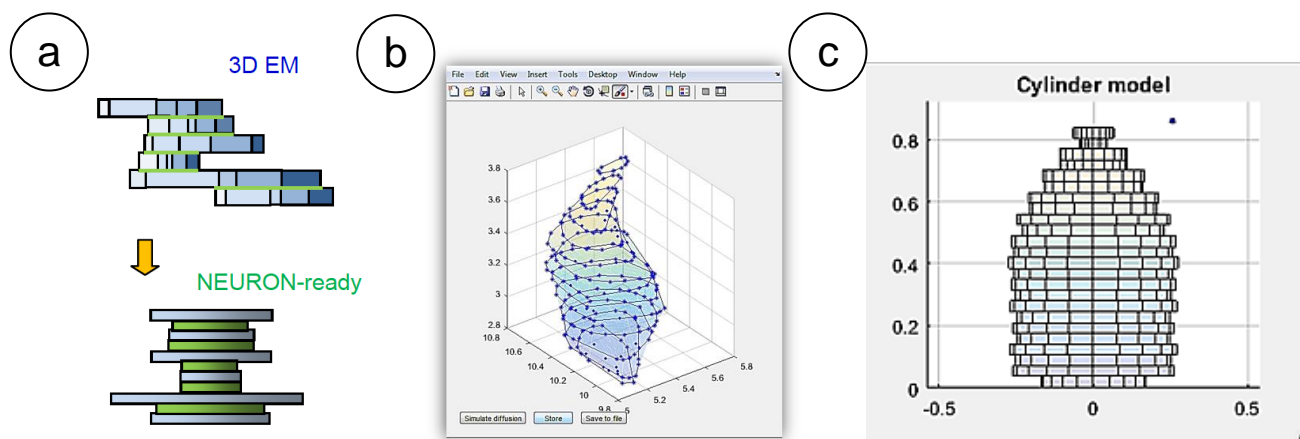 a
3D EM
NEURON-ready
b
File Edit View Insert Tools Desktop Window Help
3.8
3.6
3.4
3.2
3
2.8
10.8
10.6
10.4
10.2
10
9.8
5
5.2
5.4
5.6
5.8
Simulate diffusion Store Save to file
c
Cylinder model
0.8
0.6
0.4
0.2
0
-0.5 0 0.5